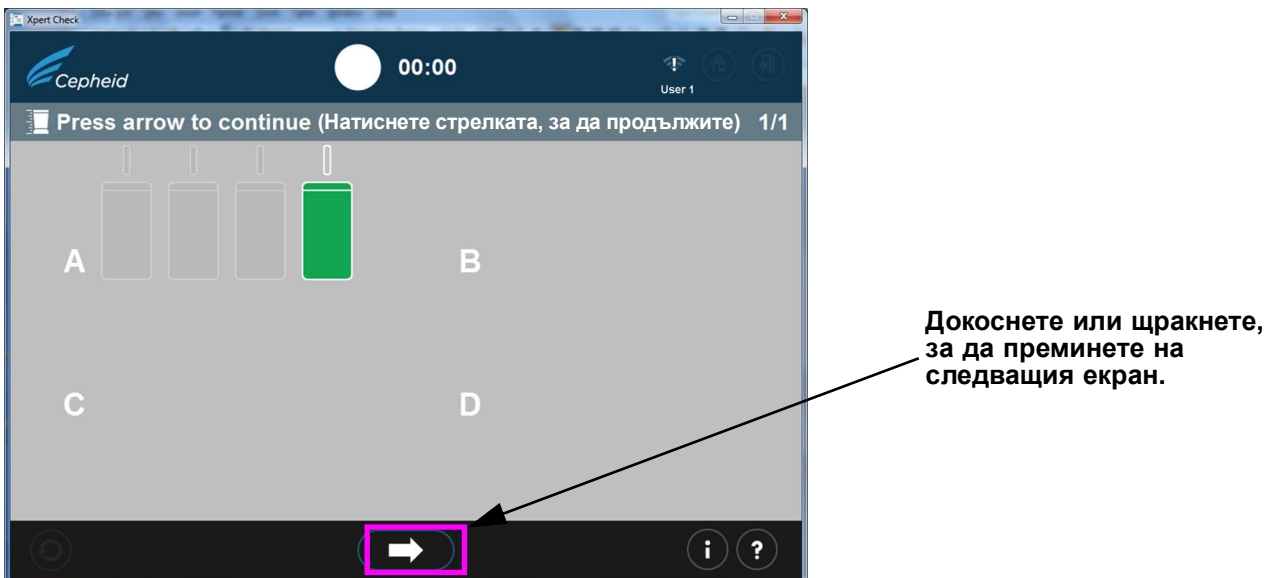 Xpert Check
Cepheid
00:00
User 1
Press arrow to continue (Натиснете стрелката, за да продължите) 1/1
A
B
C
D
Докоснете или щракнете,
за да преминете на
следващия екран.
i ?